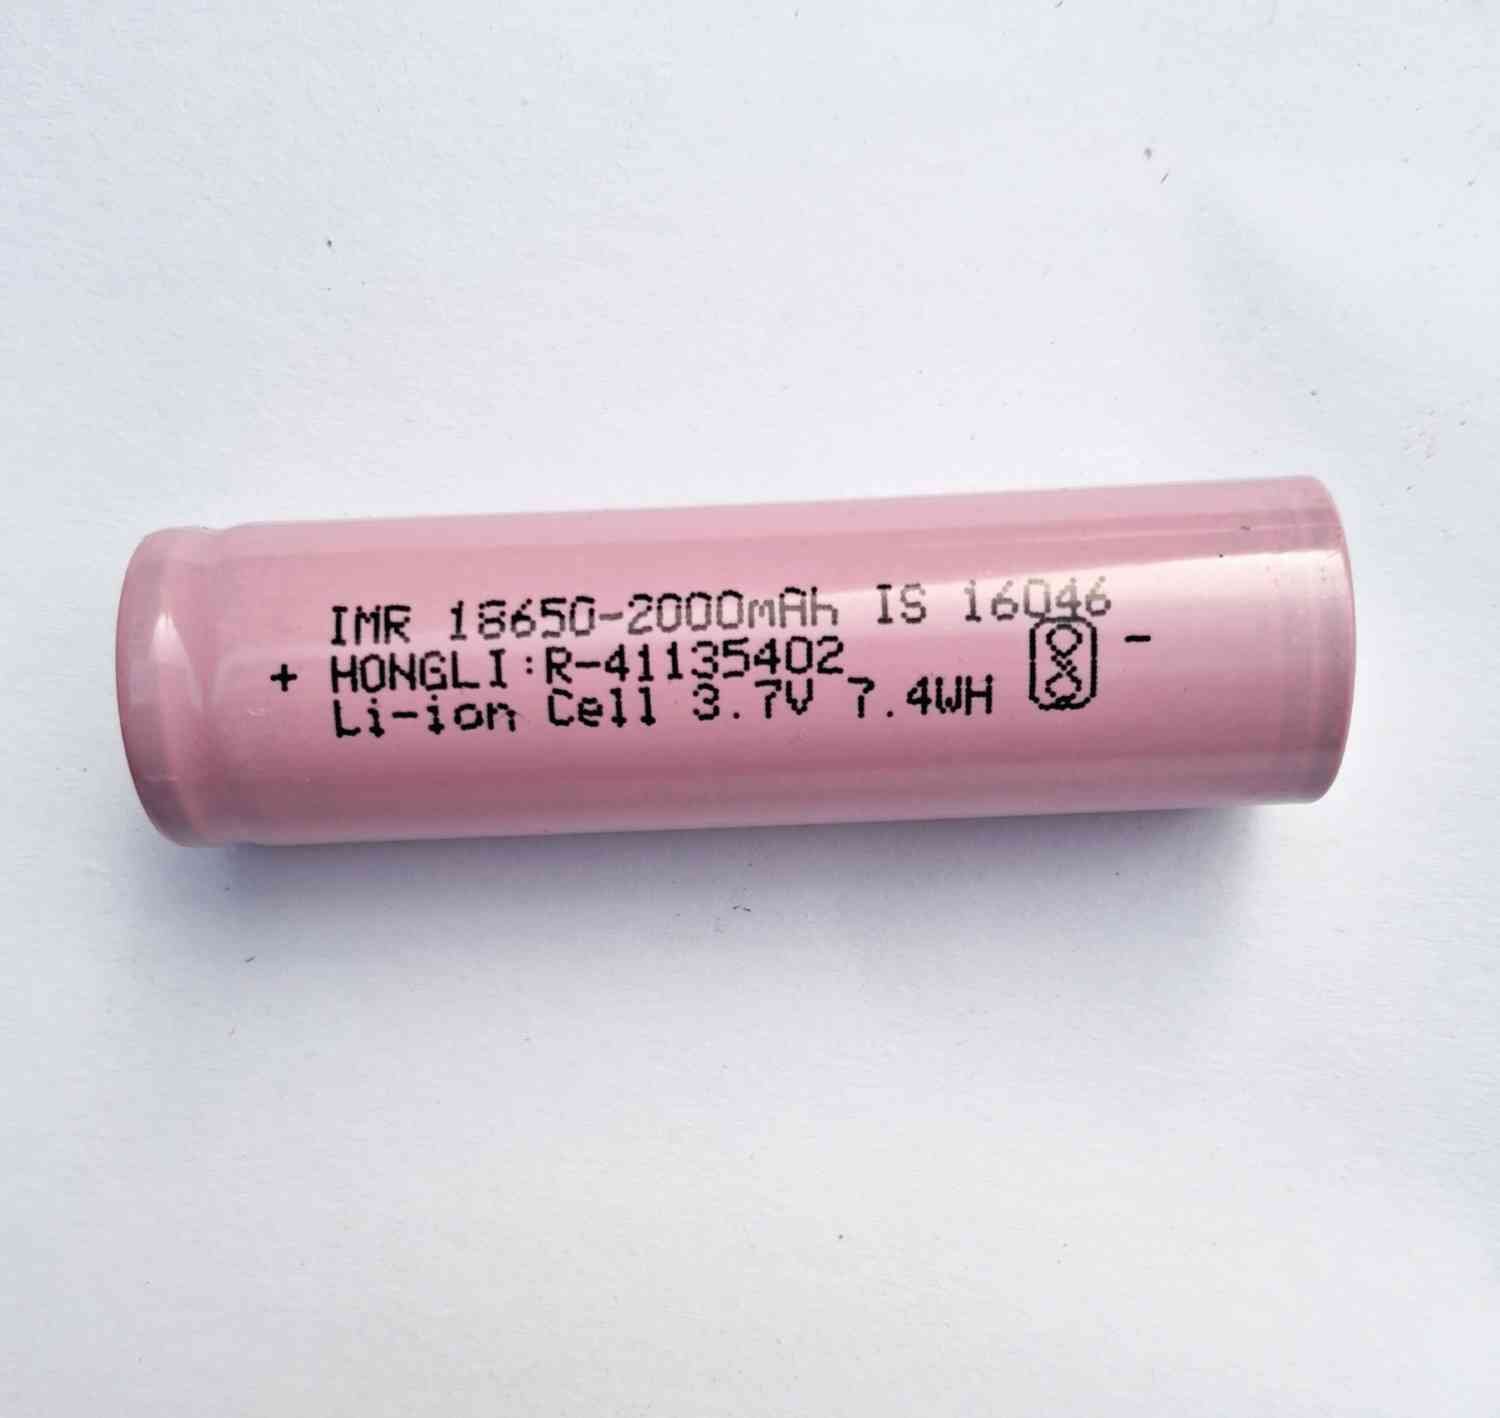 IMR 18650-2000mAh IS 16046
+ HONGLI:R-41135402 -
Li-ion Cell 3.7V 7.4WH